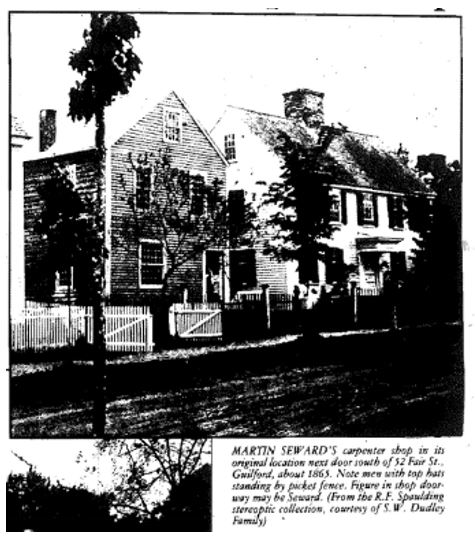 MARTIN SEWARD'S carpenter shop in its
original location next door south of 52 Fair St.,
Guilford, about 1865. Note men with top hats
standing by picket fence. Figure in shop door-
way may be Seward. (From the R.F. Spaulding
stereoptic collection, courtesy of S.W. Dudley
Family)